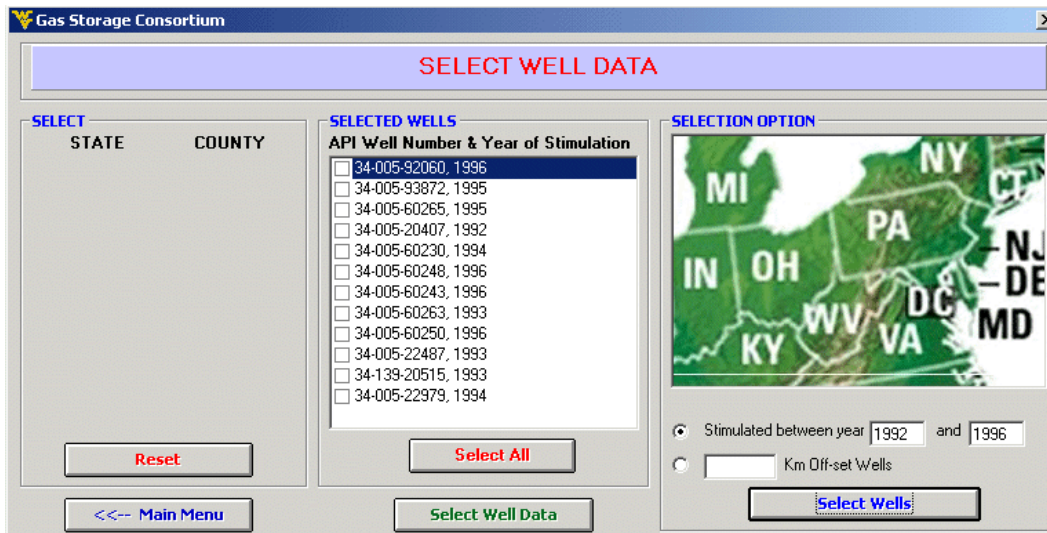 Gas Storage Consortium
SELECT WELL DATA
SELECT
STATE COUNTY
Reset
<<-- Main Menu
SELECTED WELLS
API Well Number & Year of Stimulation
34-005-92060, 1996
34-005-93872, 1995
34-005-60265, 1995
34-005-20407, 1992
34-005-60230, 1994
34-005-60248, 1996
34-005-60243, 1996
34-005-60263, 1993
34-005-60250, 1996
34-005-22487, 1993
34-139-20515, 1993
34-005-22979, 1994
Select All
Select Well Data
SELECTION OPTION
NY
MI
CT
PA
NJ
IN OH
DE
DC
WV
MD
VA
KY
Stimulated between year 1992 and 1996
Km Off-set Wells
Select Wells